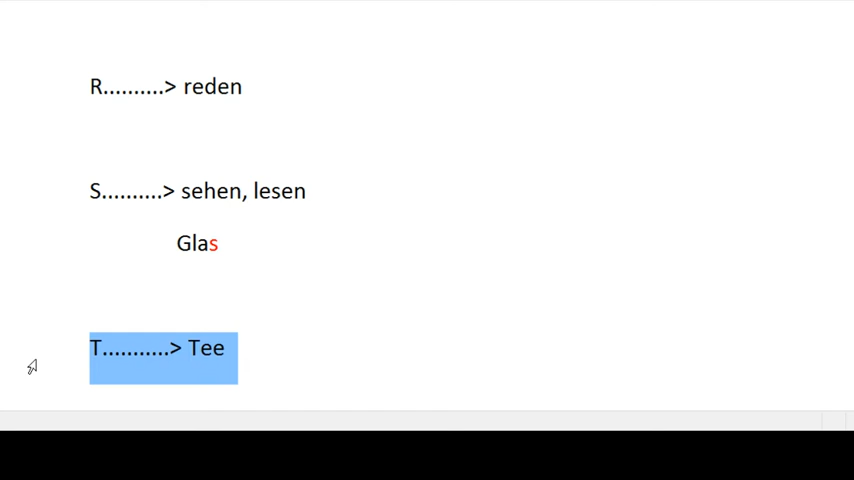 R..........> reden
S..........> sehen, lesen
Glas
T...........> Tee